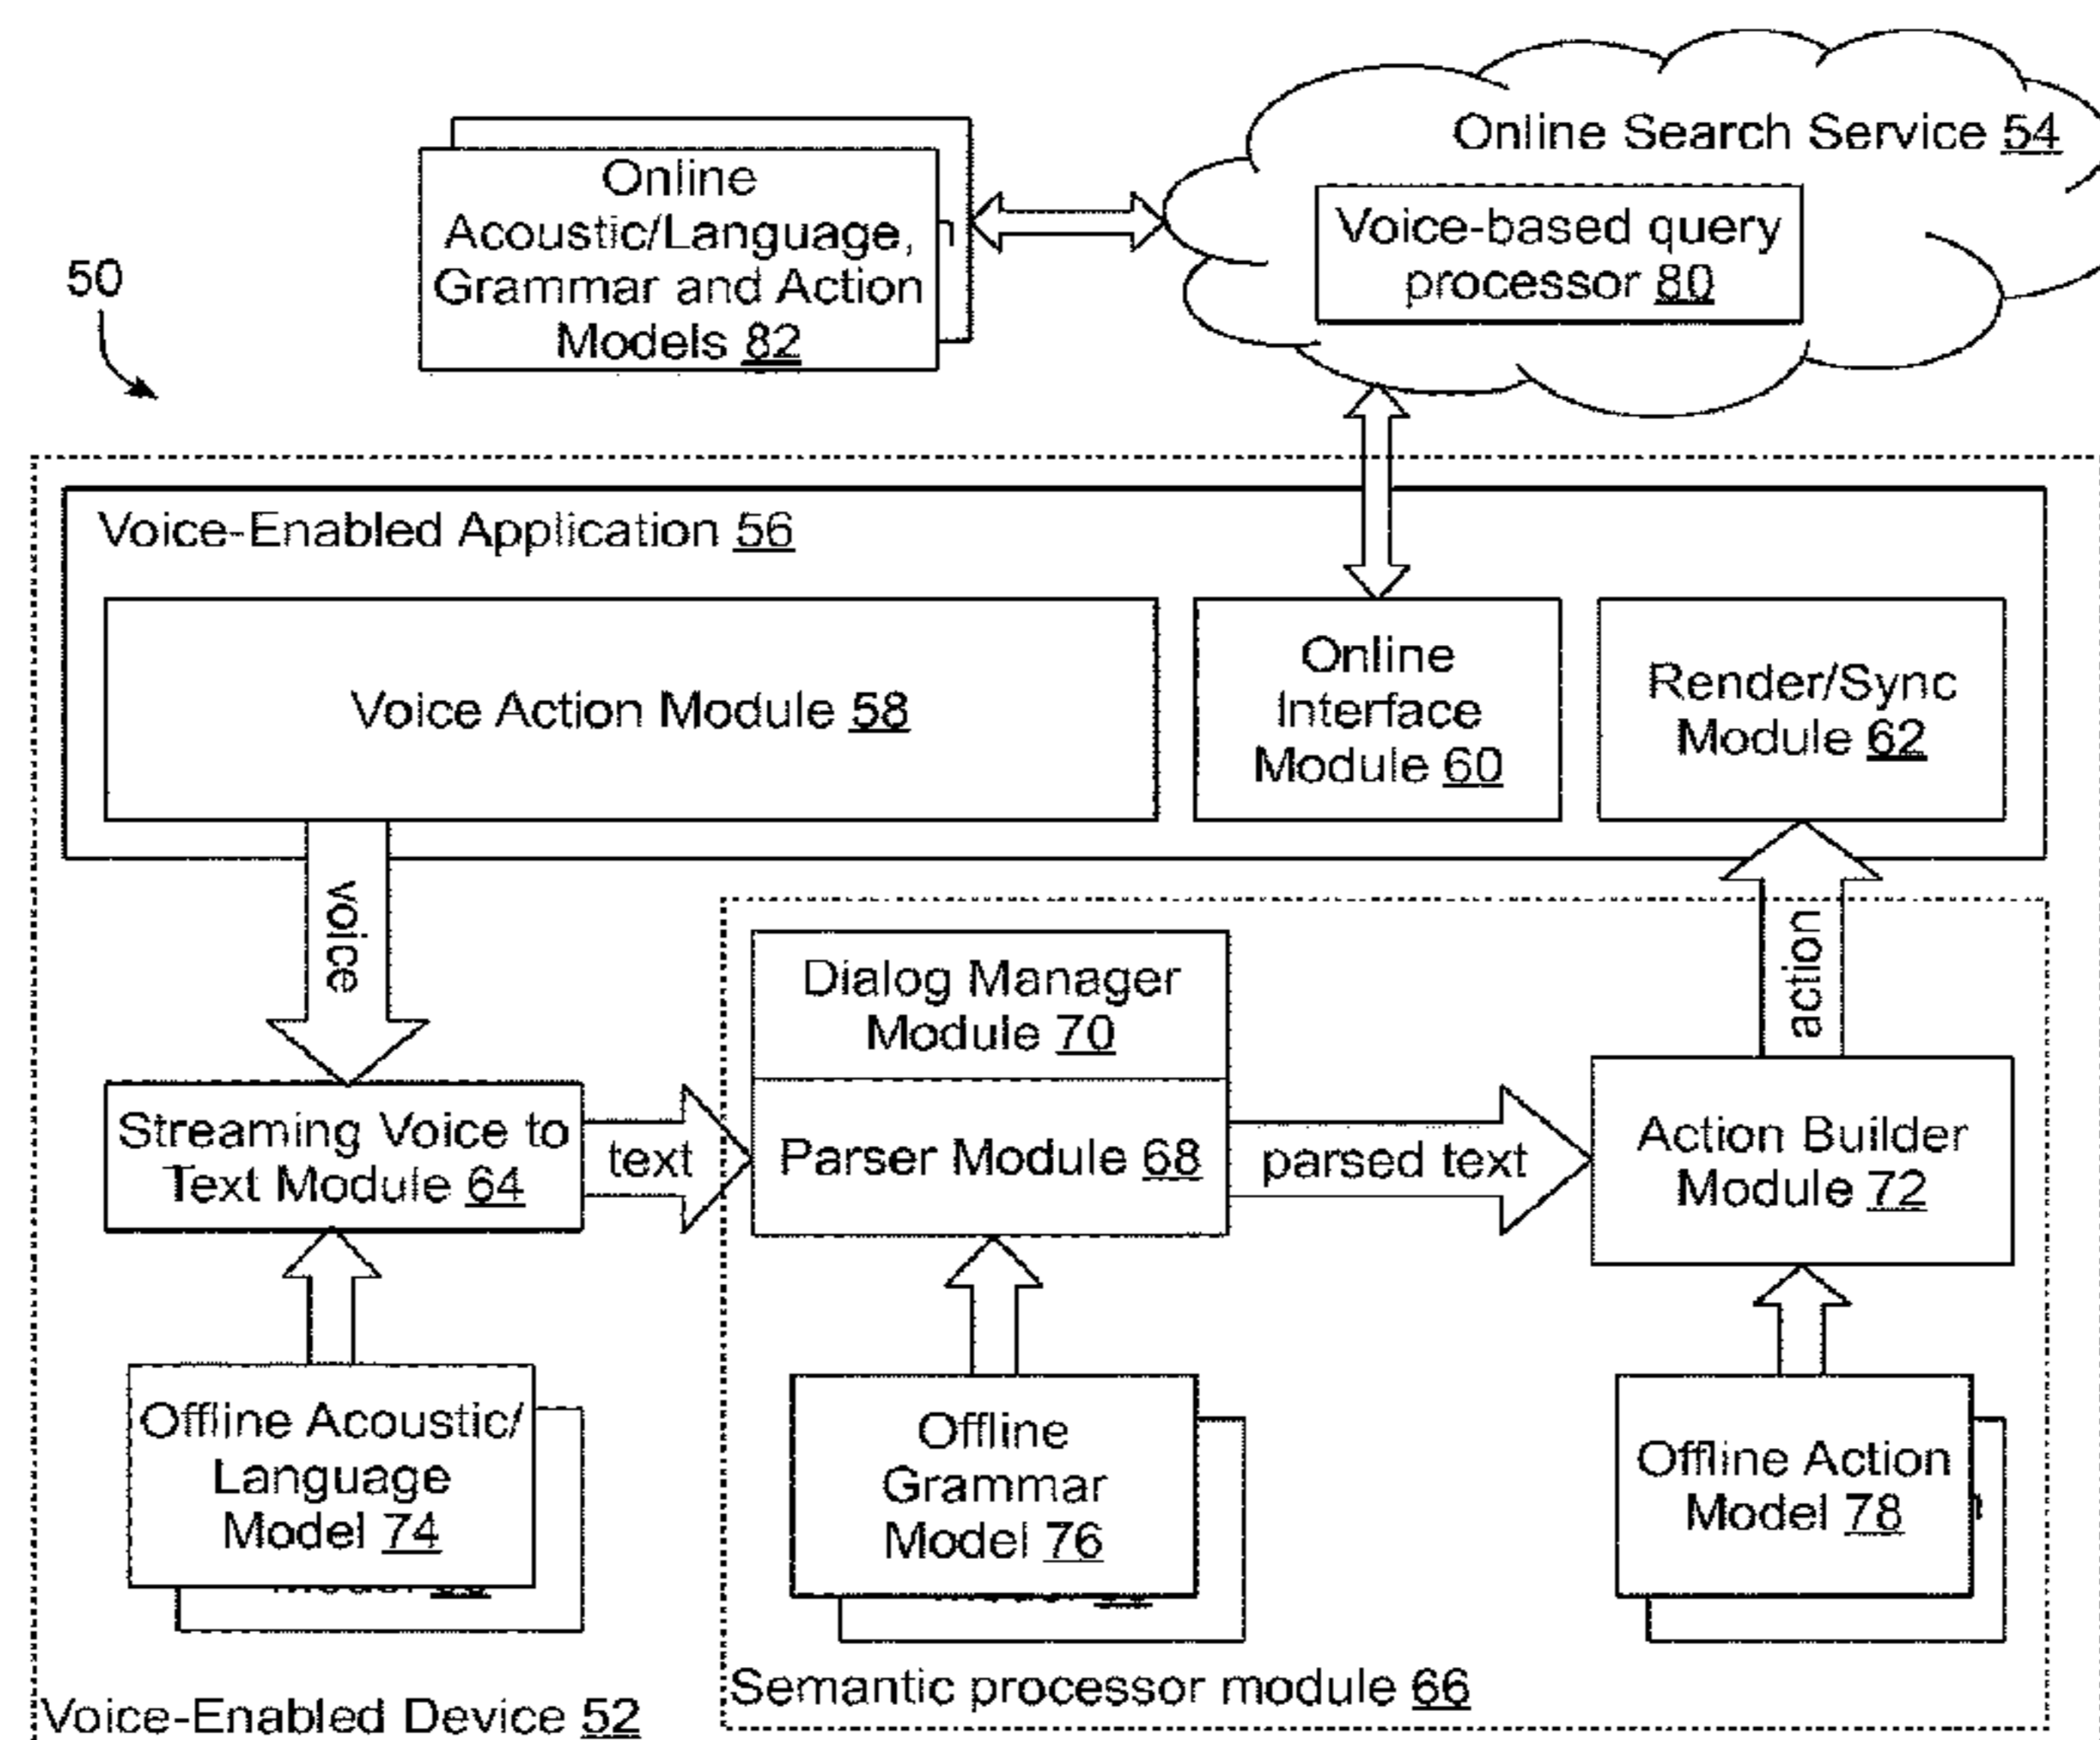 Online Search Service 54
Online
Acoustic/Language,
Grammar and Action
Models 82
Voice-based query
processor 80
50
Voice-Enabled Application 56
Voice Action Module 58
Online
Interface
Module 60
Render/Sync
Module 62
voice
action
Dialog Manager
Module 70
Streaming Voice to
Text Module 64
text
Parser Module 68
parsed text
Action Builder
Module 72
Offline Acoustic/
Language
Model 74
Offline
Grammar
Model 76
Offline Action
Model 78
Semantic processor module 66
Voice-Enabled Device 52